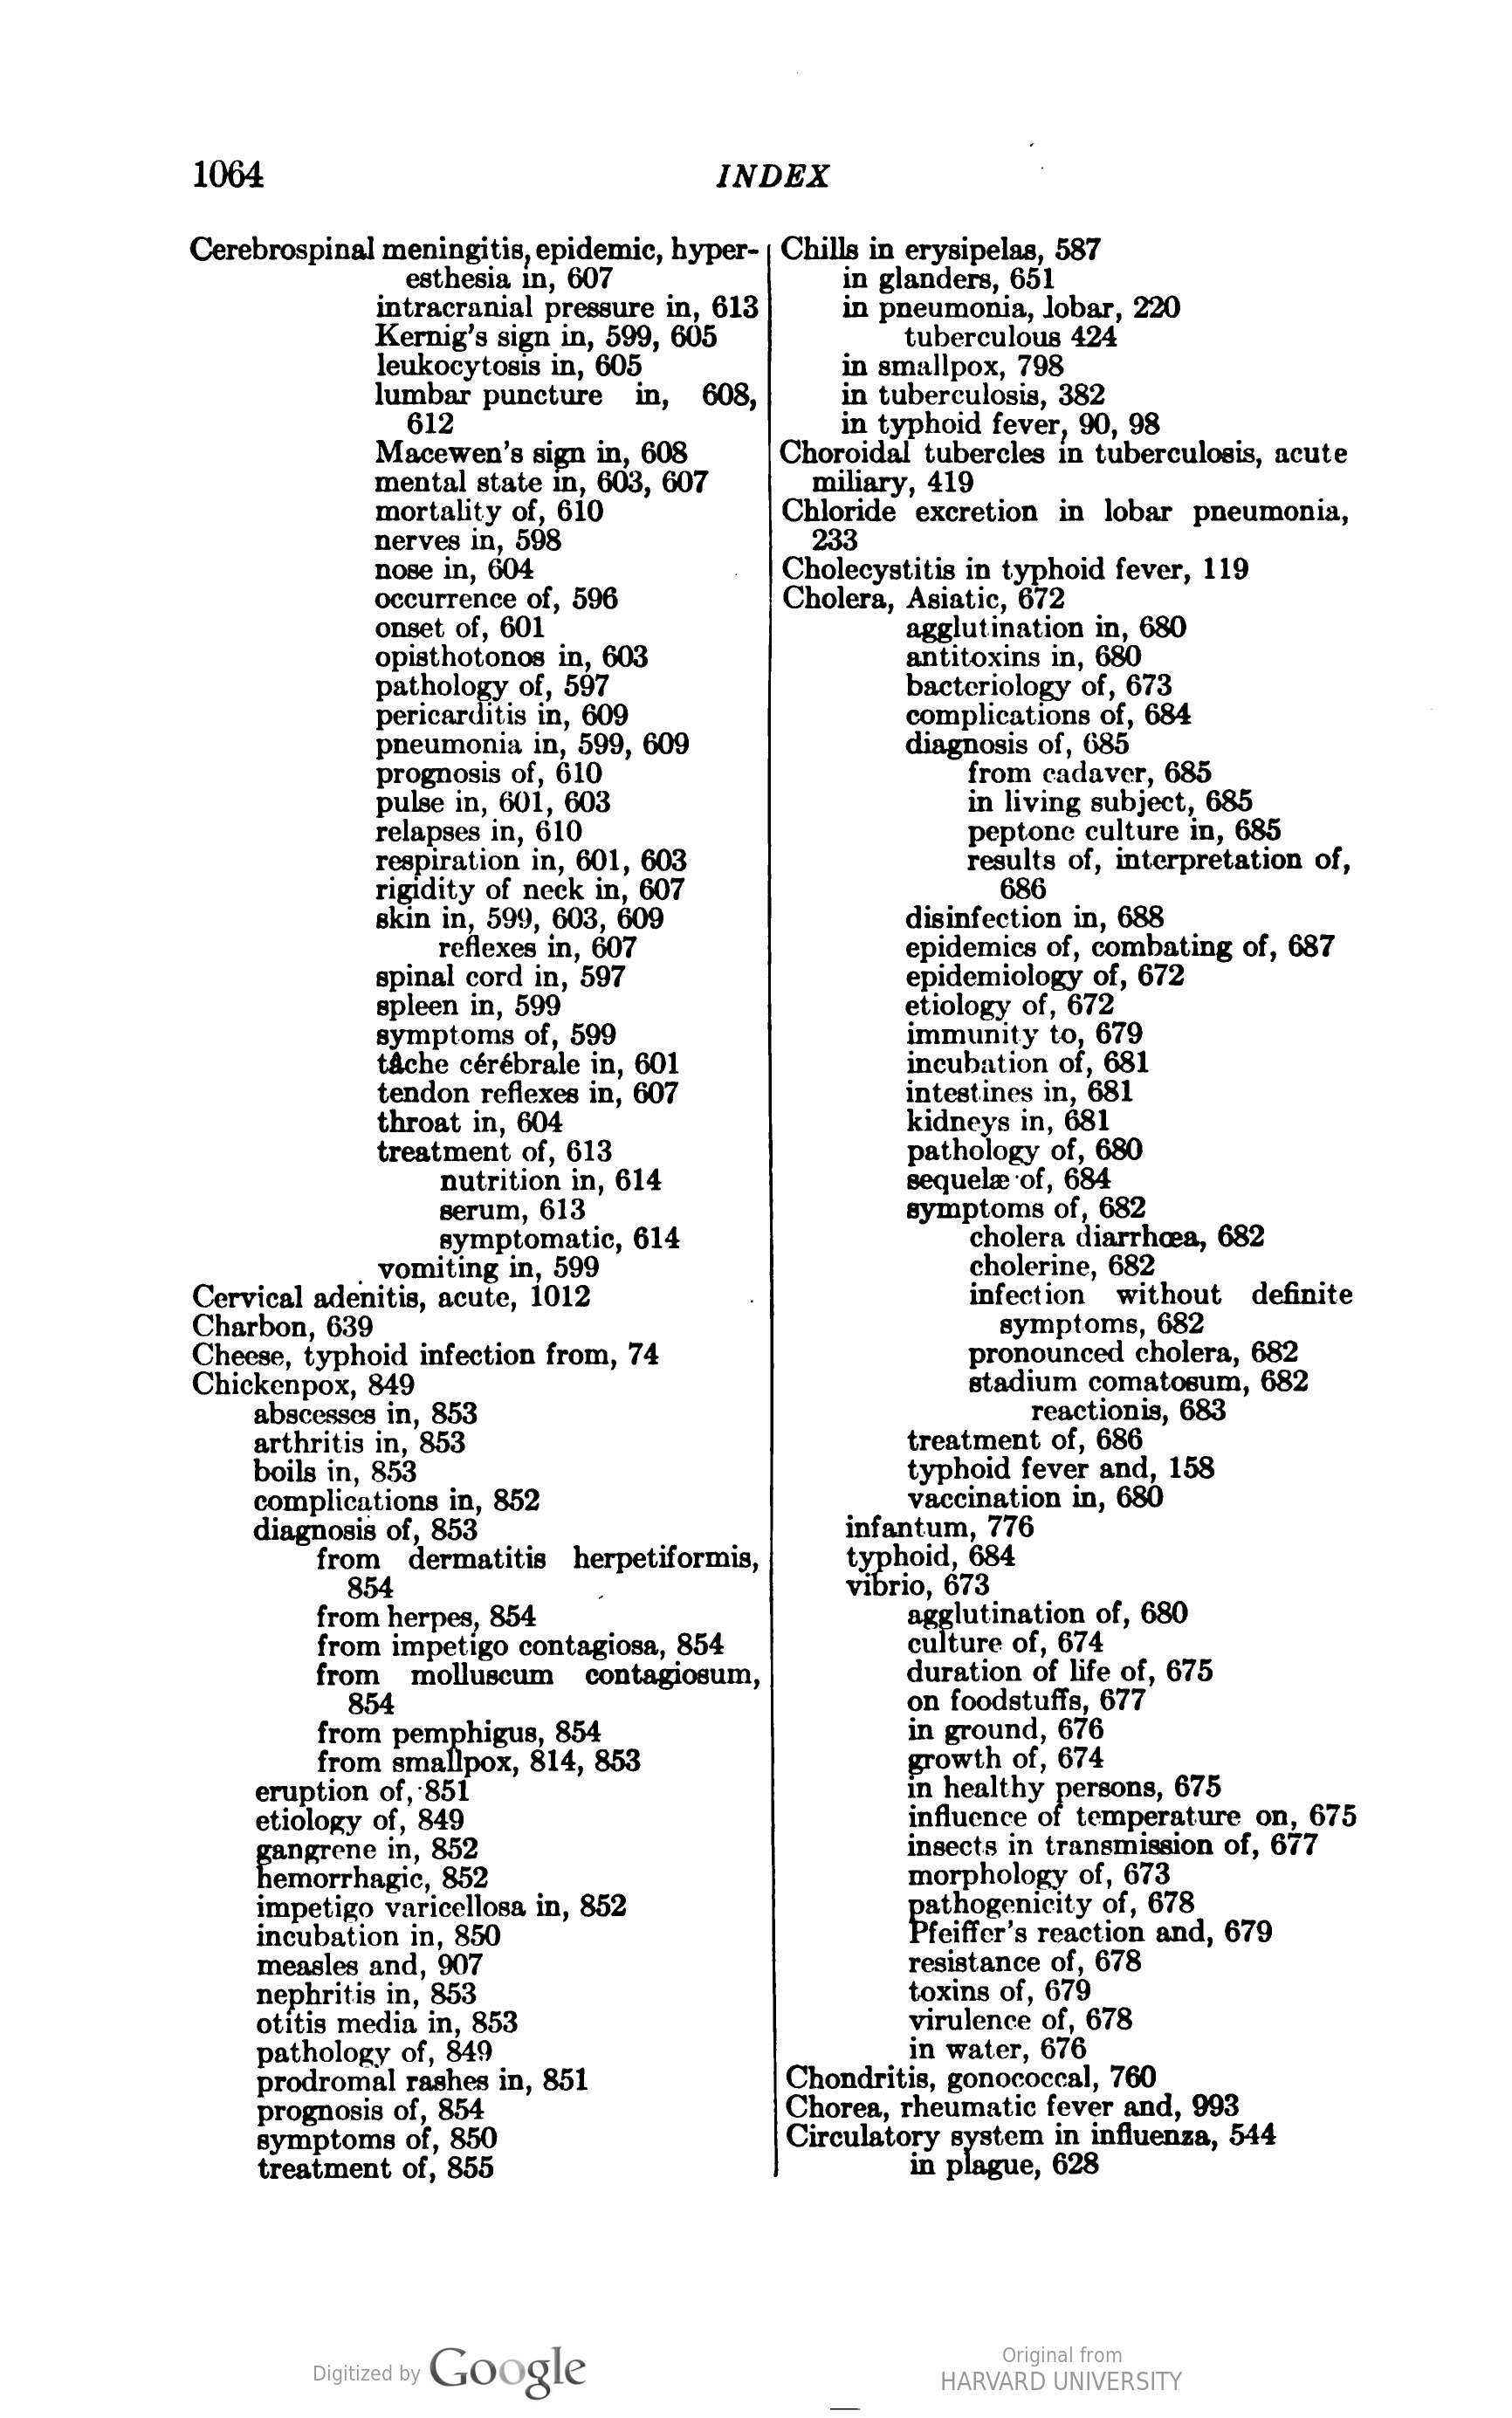 1064
INDEX
Cerebrospinal meningitis, epidemic, hyper-
esthesia in, 607
intracranial pressure in, 613
Kernig's sign in, 599, 605
leukocytosis in, 605
lumbar puncture in, 608,
612
Macewen's sign in, 608
mental state in, 603, 607
mortality of, 610
nerves in, 598
nose in, 604
occurrence of, 596
onset of, 601
opisthotonos in, 603
pathology of, 597
pericarditis in, 609
pneumonia in, 599, 609
prognosis of, 610
pulse in, 601, 603
relapses in, 610
respiration in, 601, 603
rigidity of neck in, 607
skin in, 599, 603, 609
reflexes in, 607
spinal cord in, 597
spleen in, 599
symptoms of, 599
tâche cérébrale in, 601
tendon reflexes in, 607
throat in, 604
treatment of, 613
nutrition in, 614
serum, 613
symptomatic, 614
vomiting in, 599
Cervical adenitis, acute, 1012
Charbon, 639
Cheese, typhoid infection from, 74
Chickenpox, 849
abscesses in, 853
arthritis in, 853
boils in, 853
complications in, 852
diagnosis of, 853
from dermatitis herpetiformis,
854
from herpes, 854
from impetigo contagiosa, 854
from molluscum contagiosum,
854
from pemphigus, 854
from smallpox, 814, 853
eruption of, 851
etiology of, 849
gangrene in, 852
hemorrhagic, 852
impetigo varicellosa in, 852
incubation in, 850
measles and, 907
nephritis in, 853
otitis media in, 853
pathology of, 849
prodromal rashes in, 851
prognosis of, 854
symptoms of, 850
treatment of, 855
Chills in erysipelas, 587
in glanders, 651
in pneumonia, lobar, 220
tuberculous 424
in smallpox, 798
in tuberculosis, 382
in typhoid fever, 90, 98
Choroidal tubercles in tuberculosis, acute
miliary, 419
Chloride excretion in lobar pneumonia,
233
Cholecystitis in typhoid fever, 119
Cholera, Asiatic, 672
agglutination in, 680
antitoxins in, 680
bacteriology of, 673
complications of, 684
diagnosis of, 685
from cadaver, 685
in living subject, 685
peptone culture in, 685
results of, interpretation of,
686
disinfection in, 688
epidemics of, combating of, 687
epidemiology of, 672
etiology of, 672
immunity to, 679
incubation of, 681
intestines in, 681
kidneys in, 681
pathology of, 680
sequelæ of, 684
symptoms of, 682
cholera diarrhœa, 682
cholerine, 682
infection without definite
symptoms, 682
pronounced cholera, 682
stadium comatosum, 682
reactionis, 683
treatment of, 686
typhoid fever and, 158
vaccination in, 680
infantum, 776
typhoid, 684
vibrio, 673
agglutination of, 680
culture of, 674
duration of life of, 675
on foodstuffs, 677
in ground, 676
growth of, 674
in healthy persons, 675
influence of temperature on, 675
insects in transmission of, 677
morphology of, 673
pathogenicity of, 678
Pfeiffer's reaction and, 679
resistance of, 678
toxins of, 679
virulence of, 678
in water, 676
Chondritis, gonococcal, 760
Chorea, rheumatic fever and, 993
Circulatory system in influenza, 544
in plague, 628
Digitized by Google
Original from
HARVARD UNIVERSITY